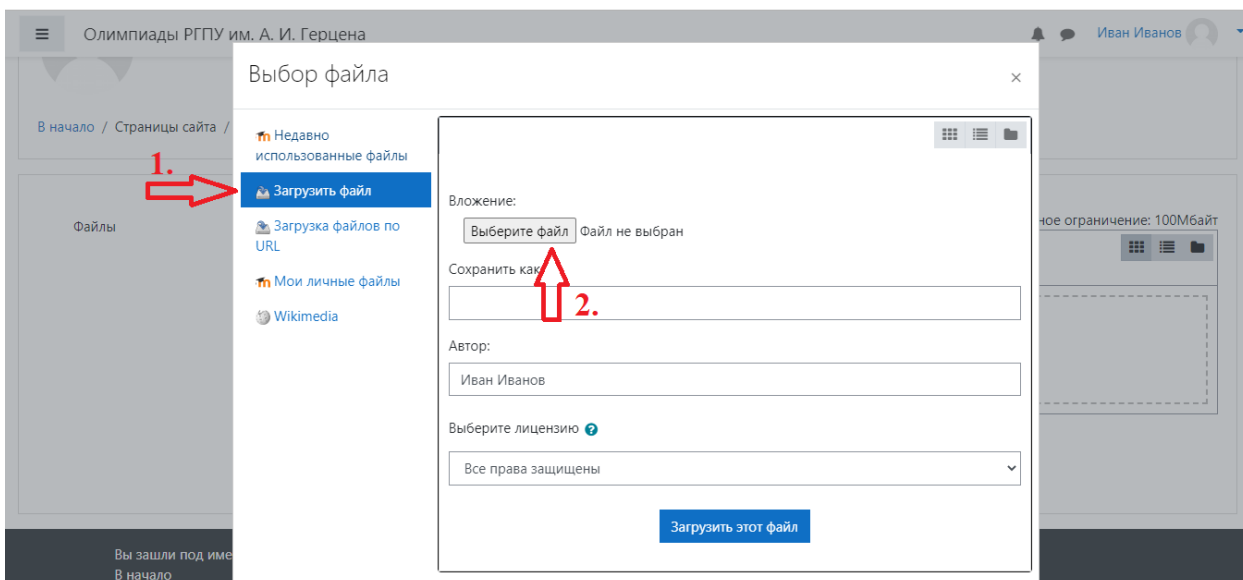 Олимпиады РГПУ им. А. И. Герцена
Иван Иванов
Выбор файла
×
В начало / Страницы сайта /
Недавно
использованные файлы
1.
Загрузить файл
Загрузка файлов по
URL
Мои личные файлы
Wikimedia
Вложение:
Выберите файл Файл не выбран
Сохранить как
2.
Автор:
Иван Иванов
Выберите лицензию ?
Все права защищены
Загрузить этот файл
Файлы
ное ограничение: 100Мбайт
Вы зашли под име
В начало